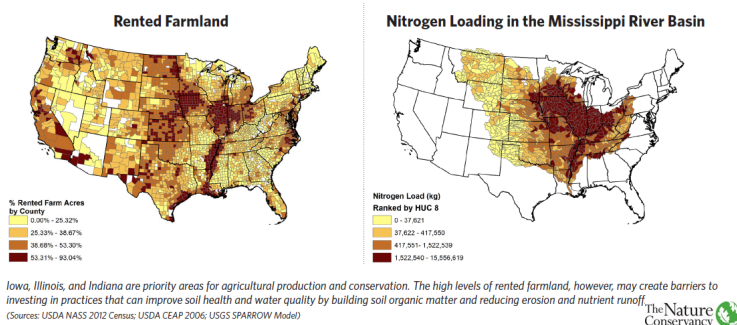 Rented Farmland
Nitrogen Loading in the Mississippi River Basin
% Rented Farm Acres
by County
0.00% - 25.32%
25.33% - 38.67%
38.68% - 53.30%
53.31% - 93.04%
Nitrogen Load (kg)
Ranked by HUC 8
0 - 37,621
37,622 - 417,550
417,551- 1,522,539
1,522,540 - 15,556,619
Iowa, Illinois, and Indiana are priority areas for agricultural production and conservation. The high levels of rented farmland, however, may create barriers to
investing in practices that can improve soil health and water quality by building soil organic matter and reducing erosion and nutrient runoff.
(Sources: USDA NASS 2012 Census; USDA CEAP 2006; USGS SPARROW Model)
The Nature
Conservancy